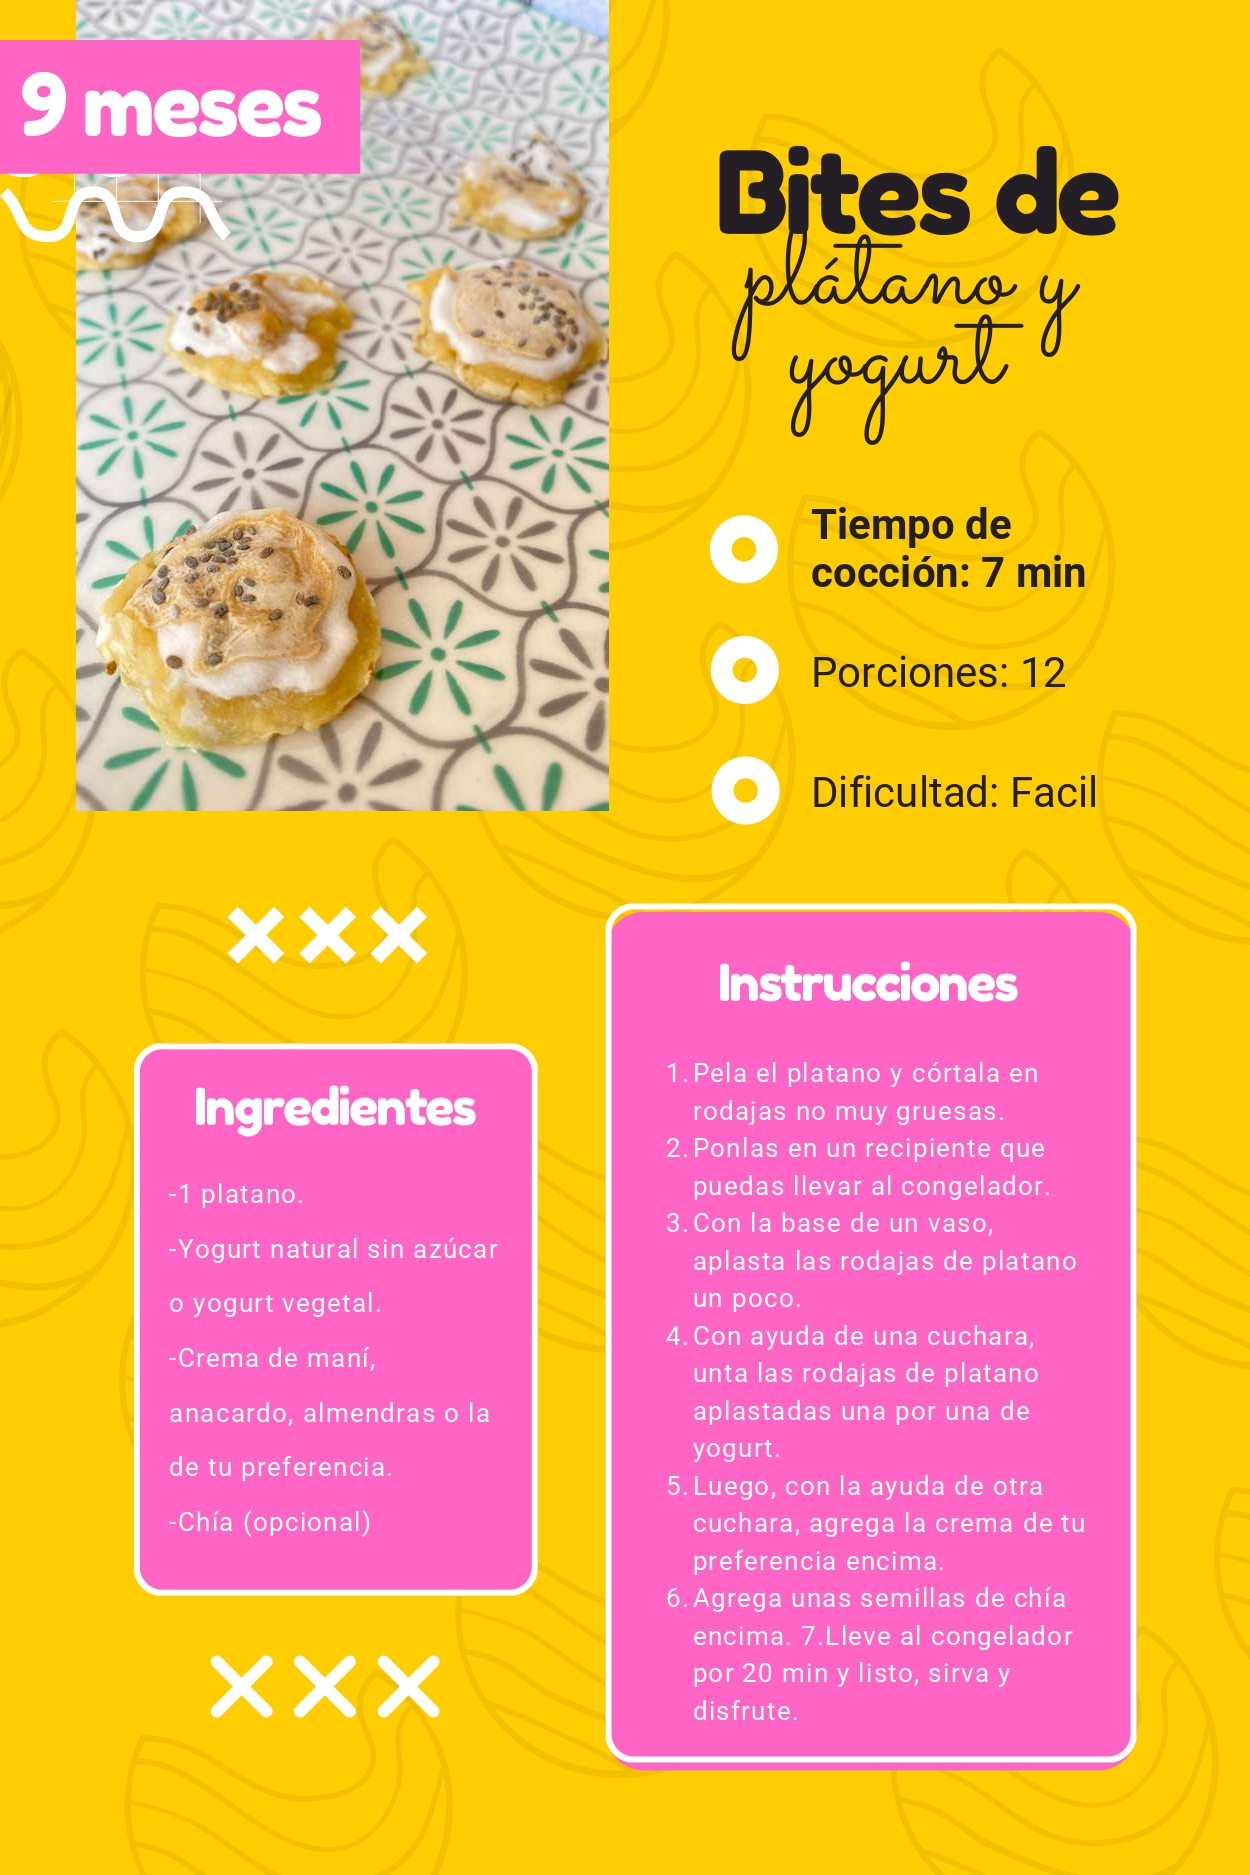 9 meses
Bites de
plátano y
yogurt
Tiempo de
cocción: 7 min
Porciones: 12
Dificultad: Facil
Ingredientes
-1 platano.
-Yogurt natural sin azúcar
o yogurt vegetal.
-Crema de maní,
anacardo, almendras o la
de tu preferencia.
-Chía (opcional)
Instrucciones
1. Pela el platano y córtala en
rodajas no muy gruesas.
2. Ponlas en un recipiente que
puedas llevar al congelador.
3. Con la base de un vaso,
aplasta las rodajas de platano
un poco.
4. Con ayuda de una cuchara,
unta las rodajas de platano
aplastadas una por una de
yogurt.
5. Luego, con la ayuda de otra
cuchara, agrega la crema de tu
preferencia encima.
6. Agrega unas semillas de chía
encima. 7.Lleve al congelador
por 20 min y listo, sirva y
disfrute.